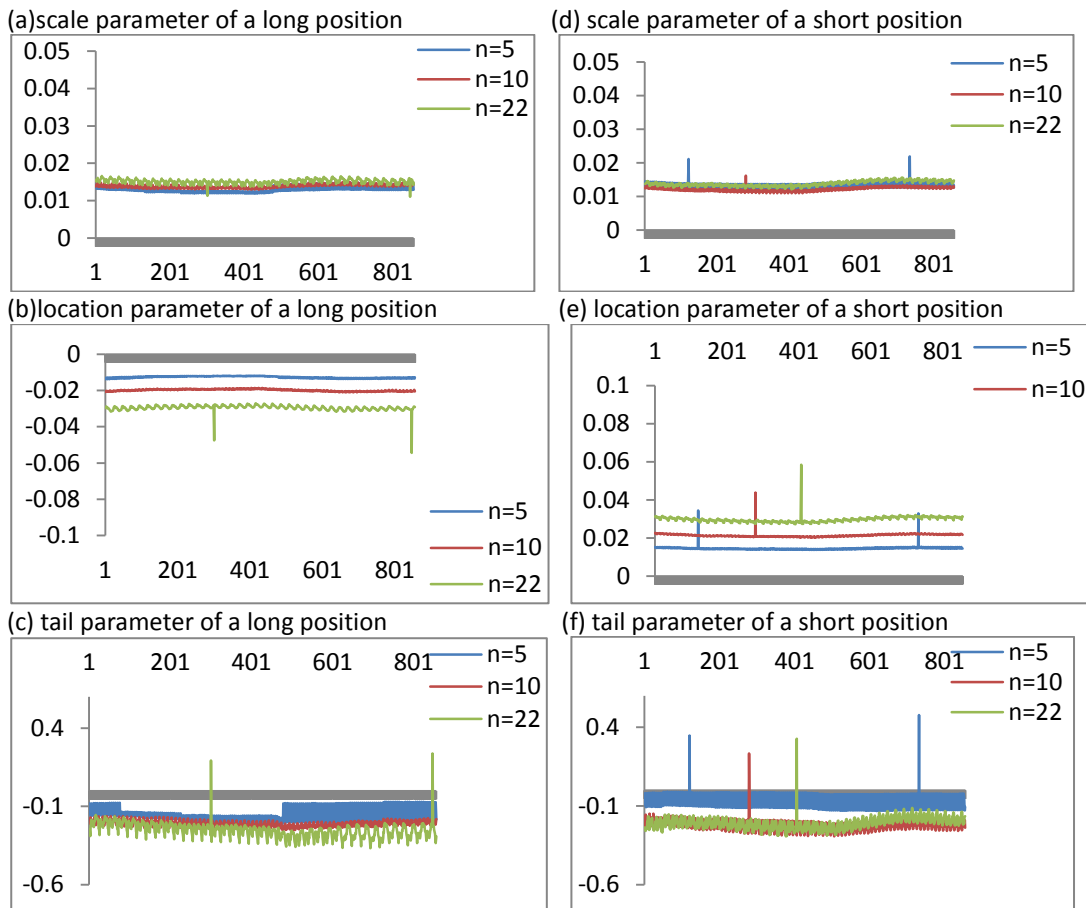 (a)scale parameter of a long position
0.05
0.04
0.03
0.02
0.01
0
1 201 401 601 801
n=5
n=10
n=22
(d) scale parameter of a short position
0.05
0.04
0.03
0.02
0.01
0
1 201 401 601 801
n=5
n=10
n=22
(b)location parameter of a long position
0
-0.02
-0.04
-0.06
-0.08
-0.1
1 201 401 601 801
n=5
n=10
n=22
(e) location parameter of a short position
1 201 401 601 801
0.1
0.08
0.06
0.04
0.02
0
n=5
n=10
(c) tail parameter of a long position
1 201 401 601 801
0.4
-0.1
-0.6
n=5
n=10
n=22
(f) tail parameter of a short position
1 201 401 601 801
0.4
-0.1
-0.6
n=5
n=10
n=22